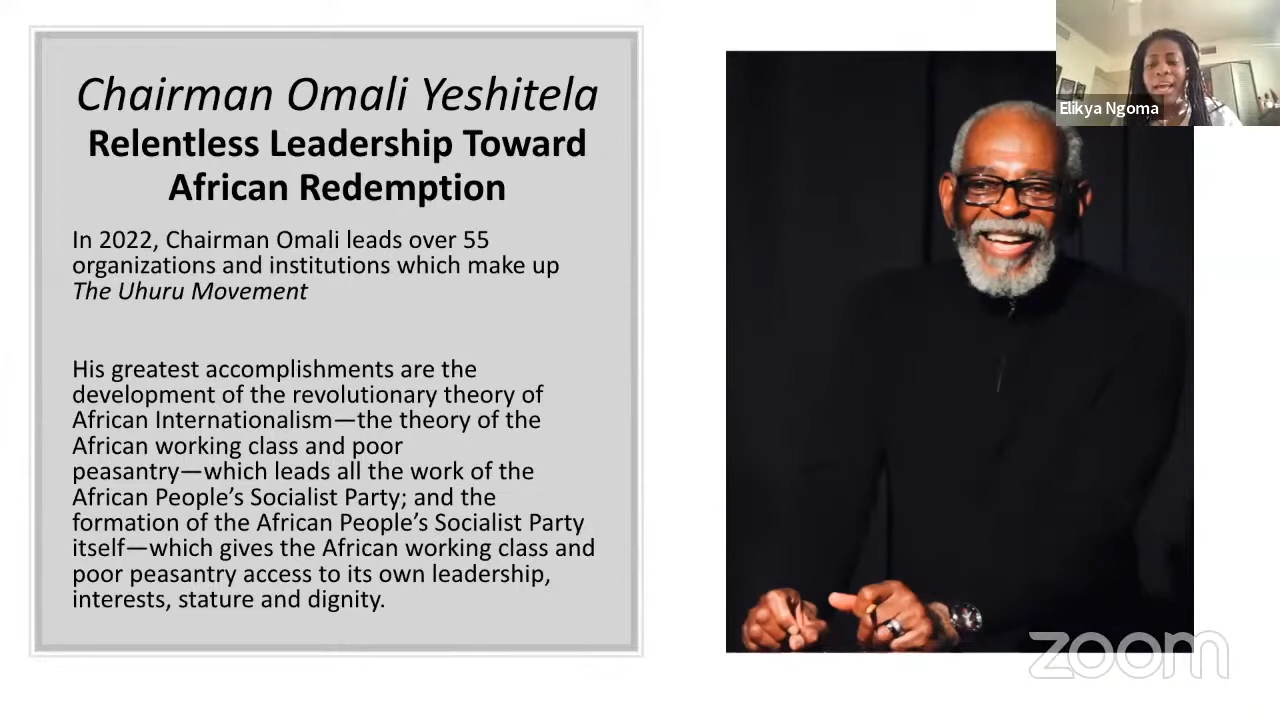 Chairman Omali Yeshitela
Relentless Leadership Toward
African Redemption
In 2022, Chairman Omali leads over 55
organizations and institutions which make up
The Uhuru Movement
His greatest accomplishments are the
development of the revolutionary theory of
African Internationalism—the theory of the
African working class and poor
peasantry—which leads all the work of the
African People’s Socialist Party; and the
formation of the African People’s Socialist Party
itself—which gives the African working class and
poor peasantry access to its own leadership,
interests, stature and dignity.
Elikya Ngoma
zoom